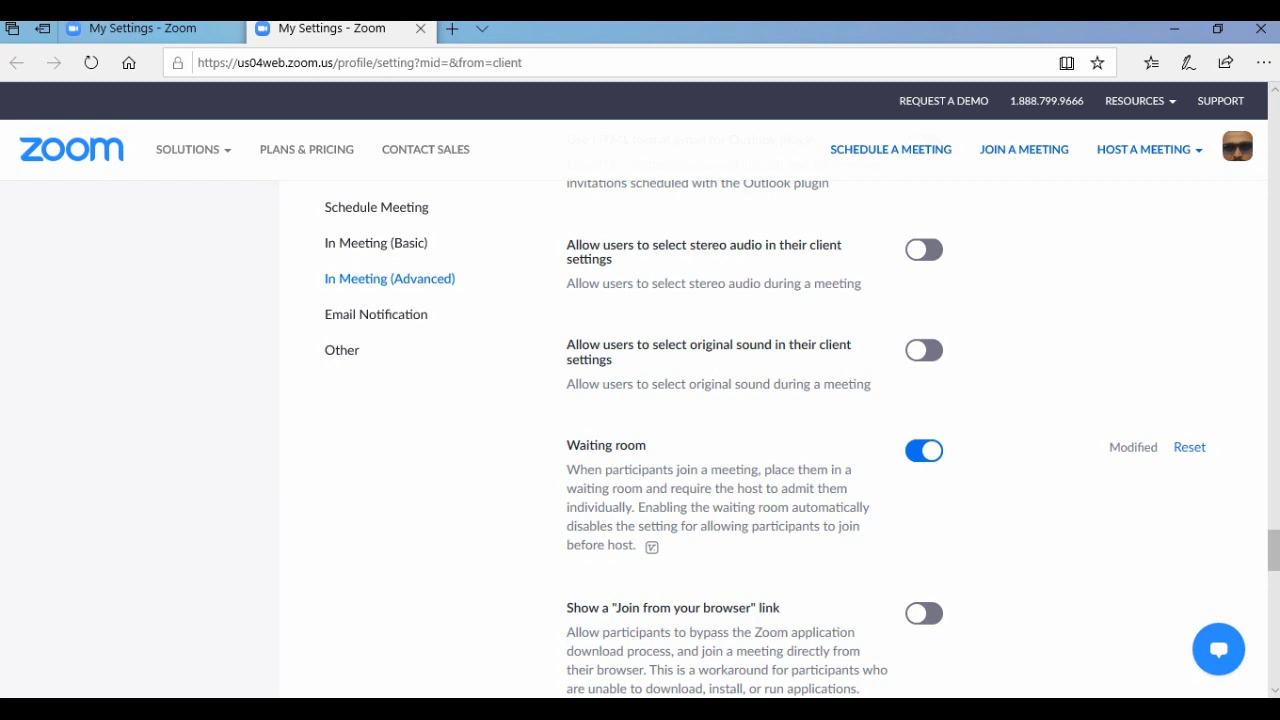 My Settings - Zoom
My Settings - Zoom
https://us04web.zoom.us/profile/setting?mid=&from=client
REQUEST A DEMO 1.888.799.9666 RESOURCES SUPPORT
zoom SOLUTIONS PLANS & PRICING CONTACT SALES SCHEDULE A MEETING JOIN A MEETING HOST A MEETING
invitations scheduled with the Outlook plugin
Schedule Meeting
In Meeting (Basic)
In Meeting (Advanced)
Email Notification
Other
Allow users to select stereo audio in their client
settings
Allow users to select stereo audio during a meeting
Allow users to select original sound in their client
settings
Allow users to select original sound during a meeting
Waiting room
Modified Reset
When participants join a meeting, place them in a
waiting room and require the host to admit them
individually. Enabling the waiting room automatically
disables the setting for allowing participants to join
before host.
Show a "Join from your browser" link
Allow participants to bypass the Zoom application
download process, and join a meeting directly from
their browser. This is a workaround for participants who
are unable to download, install, or run applications.